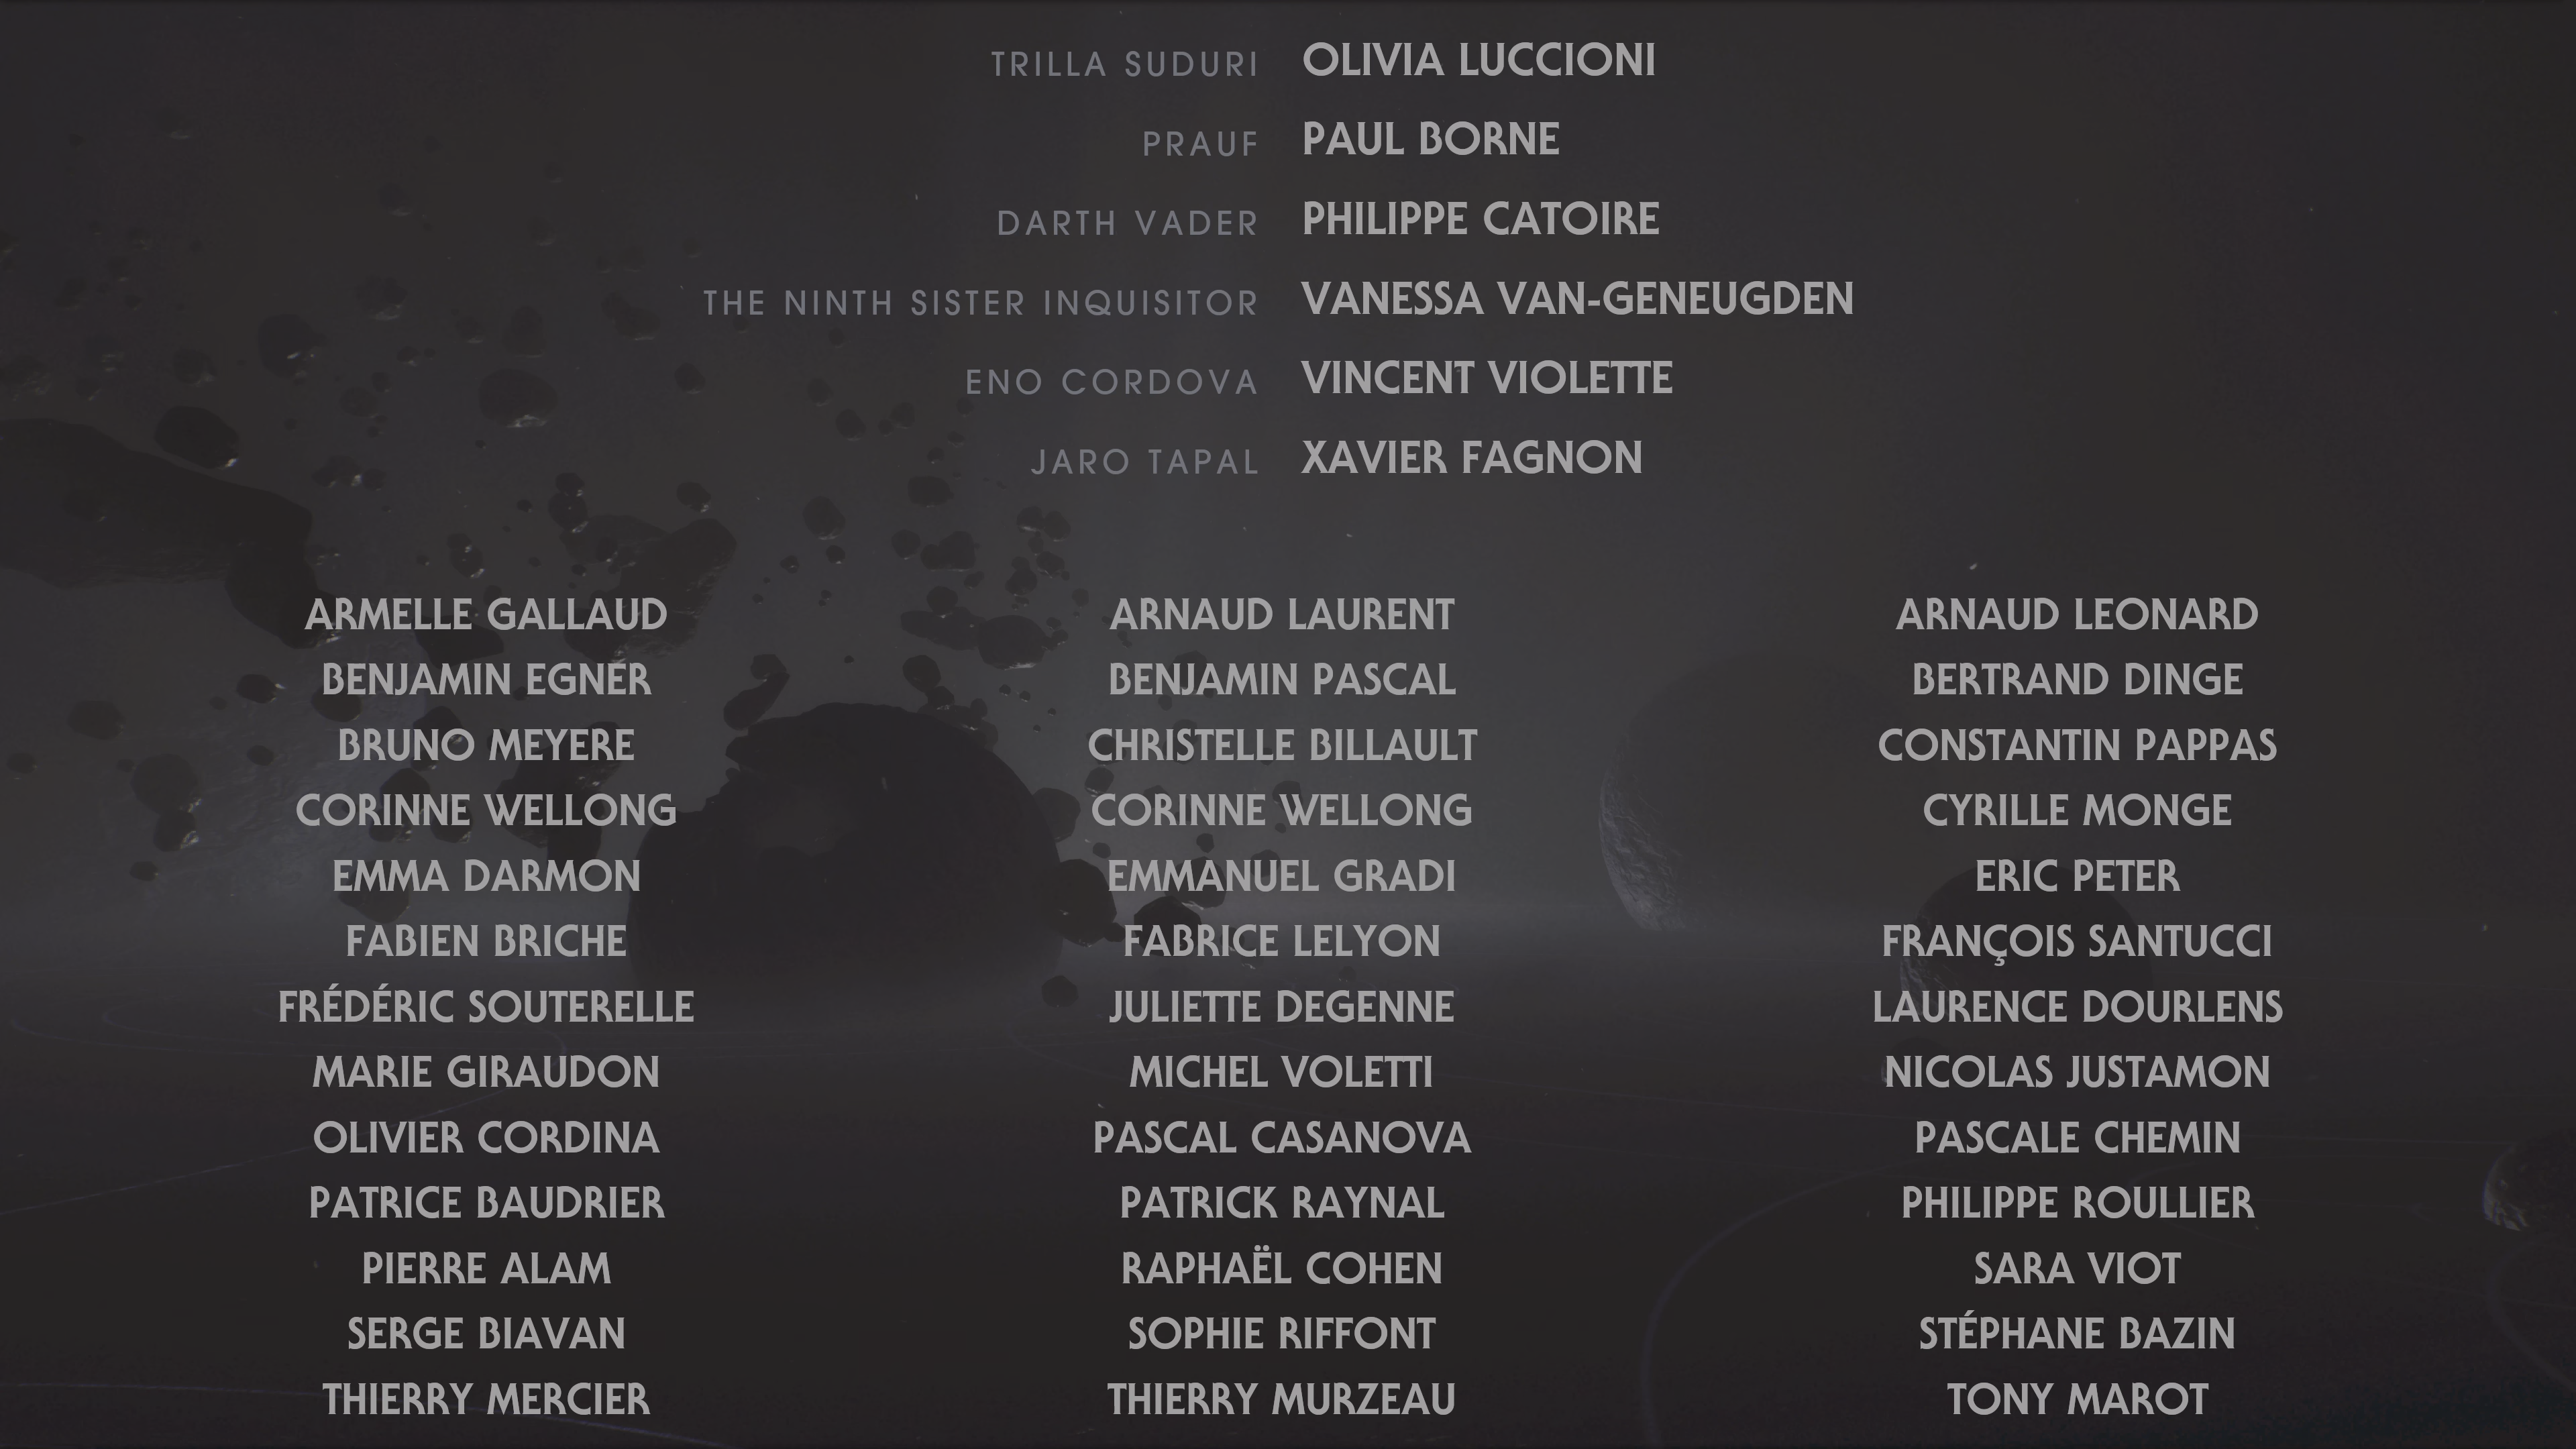 TRILLA SUDURI OLIVIA LUCCIONI
PRAUF PAUL BORNE
DARTH VADER PHILIPPE CATOIRE
THE NINTH SISTER INQUISITOR VANESSA VAN-GENEUGDEN
ENO CORDOVA VINCENT VIOLETTE
JARO TAPAL XAVIER FAGNON
ARMELLE GALLAUD ARNAUD LAURENT ARNAUD LEONARD
BENJAMIN EGNER BENJAMIN PASCAL BERTRAND DINGE
BRUNO MEYERE CHRISTELLE BILLAULT CONSTANTIN PAPPAS
CORINNE WELLONG CORINNE WELLONG CYRILLE MONGE
EMMA DARMON EMMANUEL GRADI ERIC PETER
FABIEN BRICHE FABRICE LELYON FRANÇOIS SANTUCCI
FRÉDÉRIC SOUTERELLE JULIETTE DEGENNE LAURENCE DOURLENS
MARIE GIRAUDON MICHEL VOLETTI NICOLAS JUSTAMON
OLIVIER CORDINA PASCAL CASANOVA PASCALE CHEMIN
PATRICE BAUDRIER PATRICK RAYNAL PHILIPPE ROULLIER
PIERRE ALAM RAPHAËL COHEN SARA VIOT
SERGE BIAVAN SOPHIE RIFFONT STÉPHANE BAZIN
THIERRY MERCIER THIERRY MURZEAU TONY MAROT